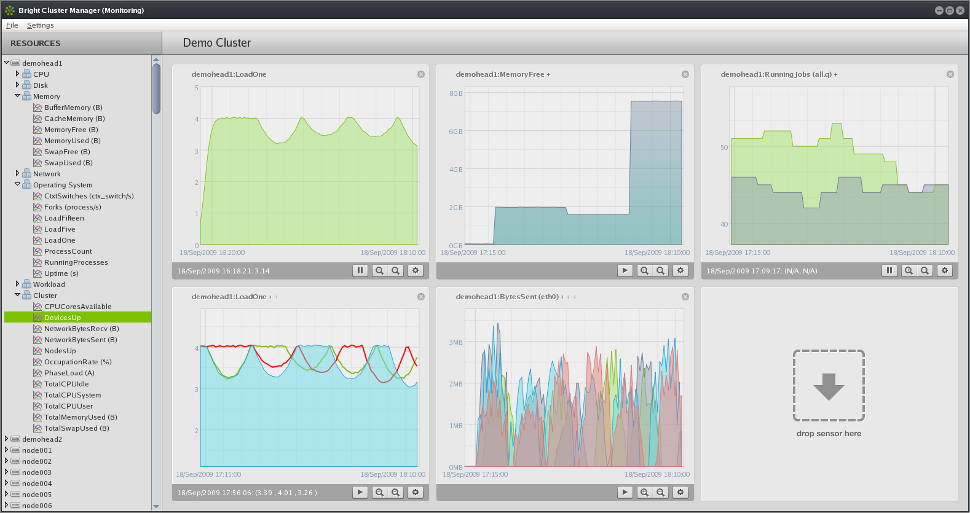 Bright Cluster Manager (Monitoring)
File Settings
RESOURCES
Demo Cluster
demohead1
CPU
Disk
Memory
BufferMemory (B)
CacheMemory (B)
MemoryFree (B)
MemoryUsed (B)
SwapFree (B)
SwapUsed (B)
Network
Operating System
CtxtSwitches (ctx_switch/s)
Forks (process/s)
LoadFifteen
LoadFive
LoadOne
ProcessCount
RunningProcesses
Uptime (s)
Workload
Cluster
CPUCoresAvailable
DevicesUp
NetworkBytesRecv (B)
NetworkBytesSent (B)
NodesUp
OccupationRate (%)
PhaseLoad (A)
TotalCPUIdle
TotalCPUSystem
TotalCPUUser
TotalMemoryUsed (B)
TotalSwapUsed (B)
demohead2
node001
node002
node003
node004
node005
node006
demohead1:LoadOne
5
4
3
2
1
0
18/Sep/2009 16:20:00 18/Sep/2009 18:10:00
18/Sep/2009 16:18:21: 3.14
demohead1:MemoryFree +
8GB
6GB
4GB
2GB
0GB
18/Sep/2009 17:15:00 18/Sep/2009 18:10:00
demohead1:RunningJobs (all.q) +
50
40
18/Sep/2009 17:15:00 18/Sep/2009 18:10:00
18/Sep/2009 17:09:17: (N/A, N/A)
demohead1:LoadOne + +
4
3
2
18/Sep/2009 17:15:00 18/Sep/2009 18:10:00
18/Sep/2009 17:56:06: (3.39 , 4.01 , 3.26 )
demohead1:BytesSent (eth0) + + +
3MB
2MB
1MB
0MB
18/Sep/2009 17:15:00 18/Sep/2009 18:10:00
drop sensor here